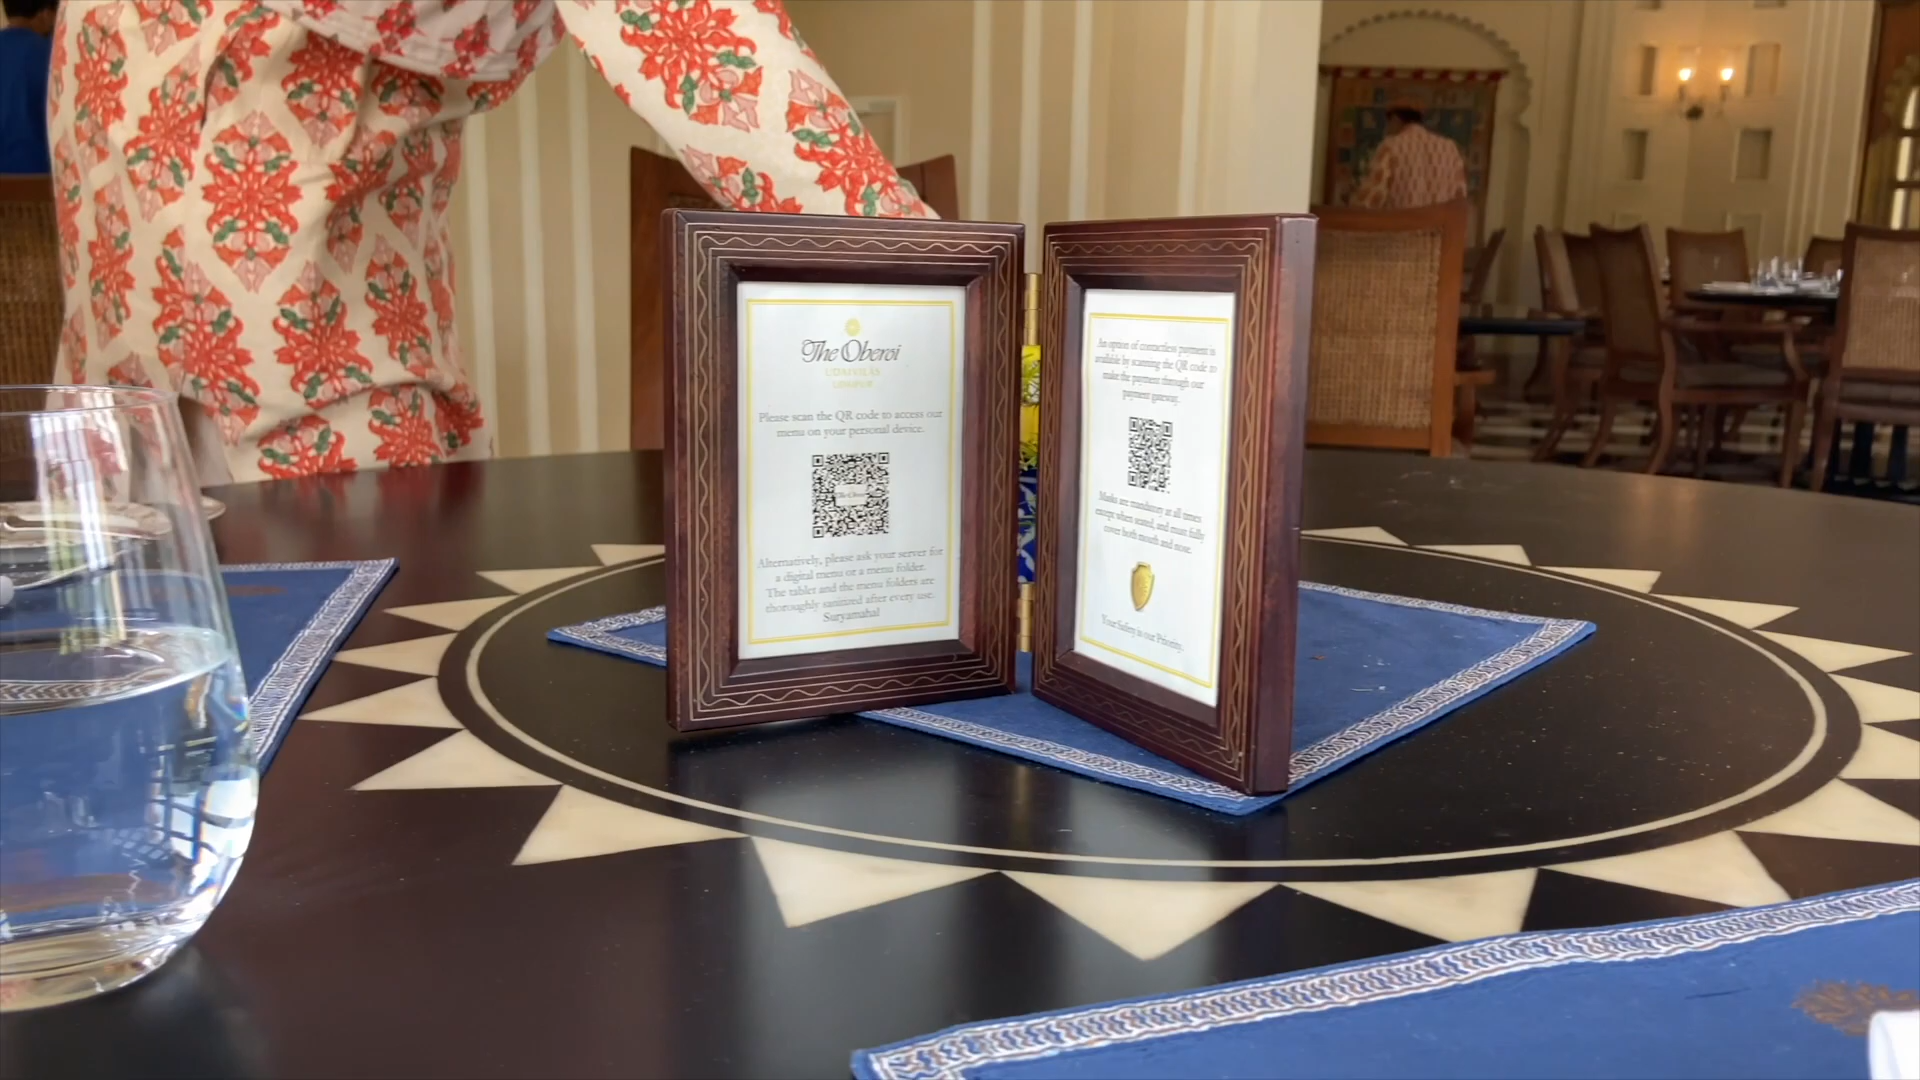 The Oberoi
UDAIVILAS
UDAIPUR
Please scan the QR code to access our
menu on your personal device.
The Oberoi
Alternatively, please ask your server for
a digital menu or a menu folder.
The tablet and the menu folders are
thoroughly sanitized after every use.
Suryamahal
An option of contactless payment is
available by scanning the QR code to
make the payment through our
payment gateway.
Masks are mandatory at all times
except when seated, and must fully
cover both mouth and nose.
Your Safety is our Priority.